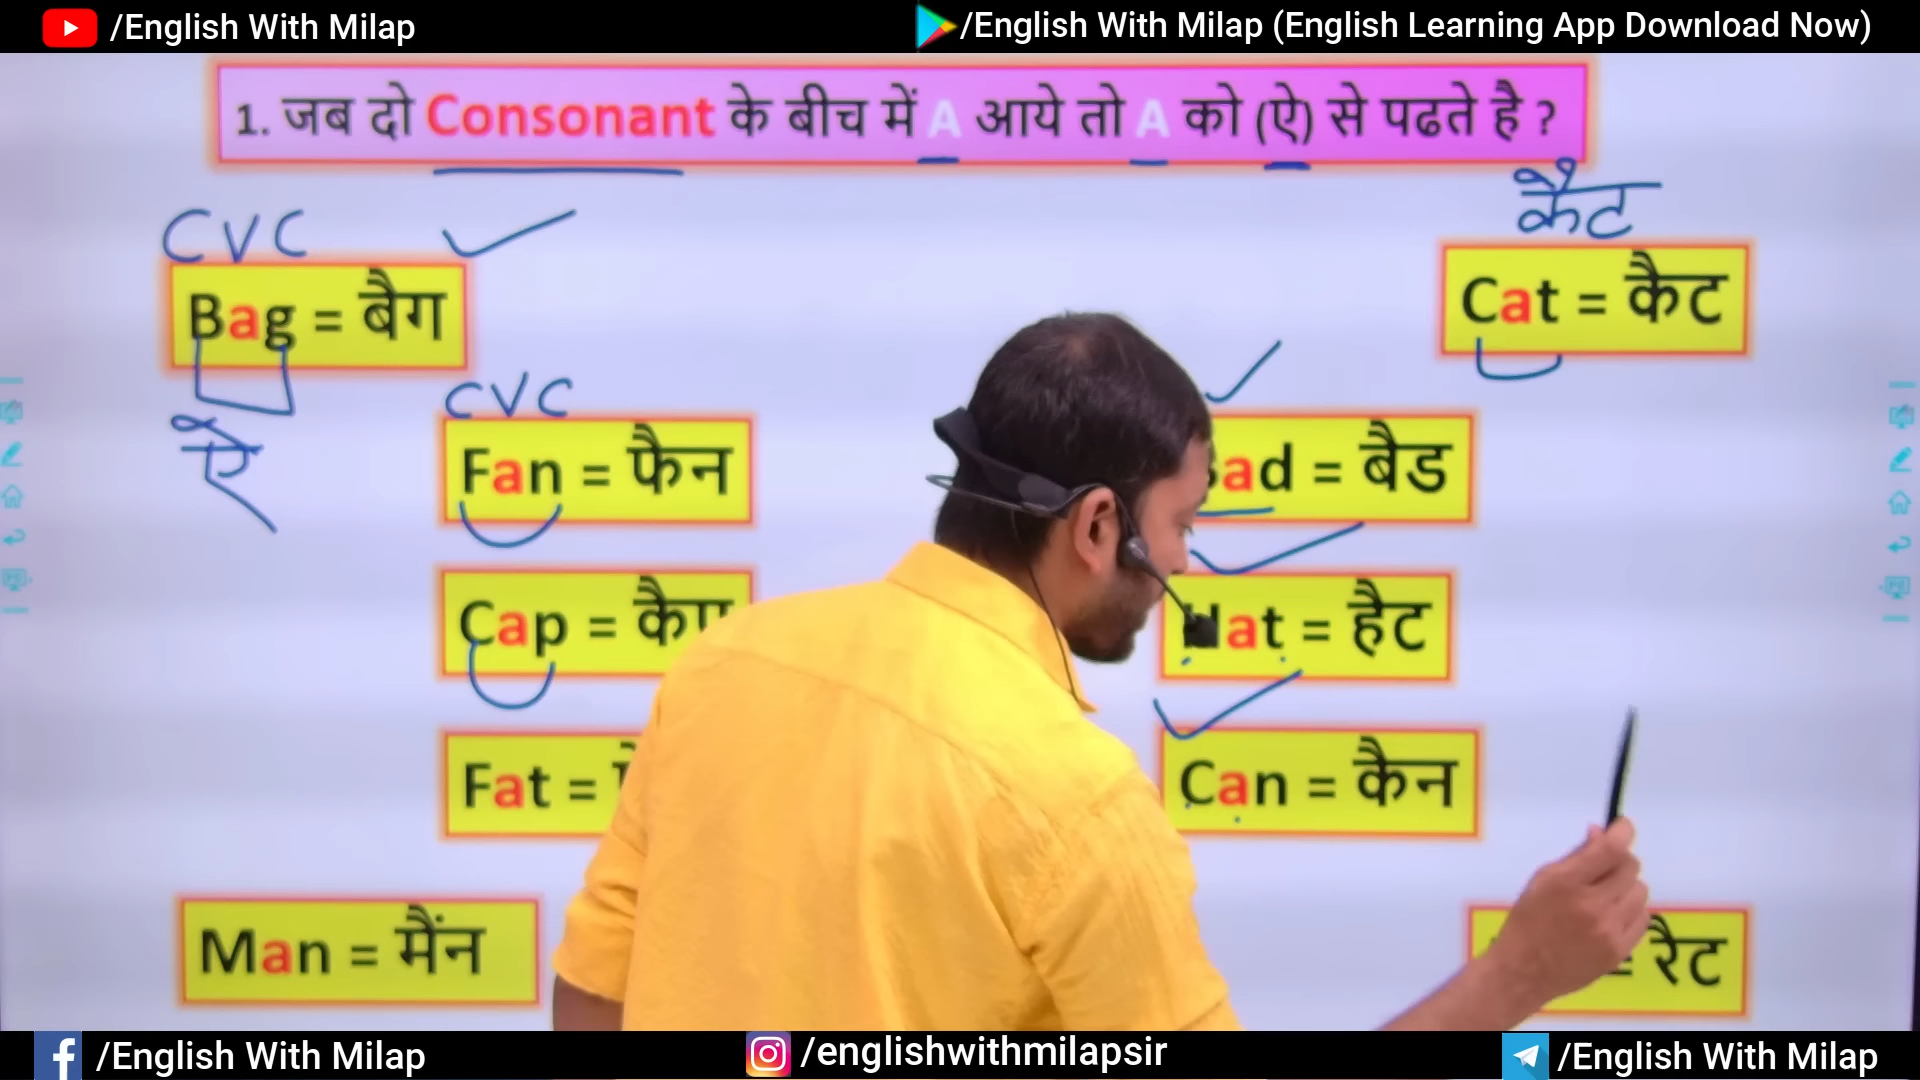 /English With Milap
/English With Milap (English Learning App Download Now)
1. जब दो Consonant के बीच में A आये तो A को (ऐ) से पढते है ?
कैट
CVC
Bag = बैग
Cat = कैट
ऐ
CVC
Fan = फैन
ad = बैड
Cap = कैप
Hat = हैट
Fat =
Can = कैन
Man = मैंन
= रैट
/English With Milap
/englishwithmilapsir
/English With Milap